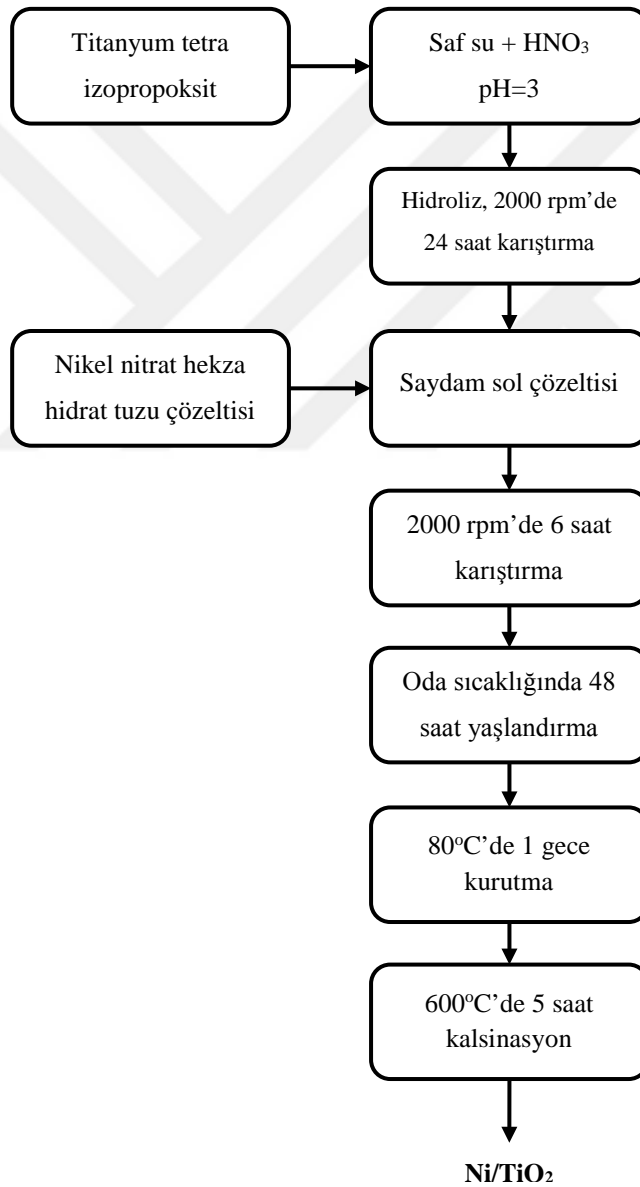 Titanyum tetra
izopropoksit
Saf su + HNO₃
pH=3
Hidroliz, 2000 rpm’de
24 saat karıştırma
Nikel nitrat hekza
hidrat tuzu çözeltisi
Saydam sol çözeltisi
2000 rpm’de 6 saat
karıştırma
Oda sıcaklığında 48
saat yaşlandırma
80°C’de 1 gece
kurutma
600°C’de 5 saat
kalsinasyon
Ni/TiO₂